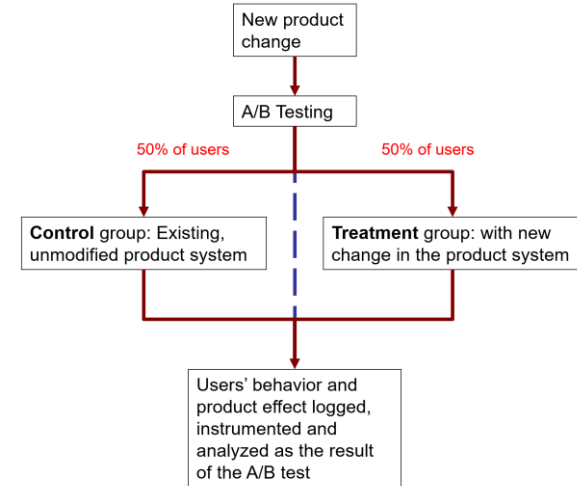 New product
change
A/B Testing
50% of users
50% of users
Control group: Existing,
unmodified product system
Treatment group: with new
change in the product system
Users' behavior and
product effect logged,
instrumented and
analyzed as the result
of the A/B test